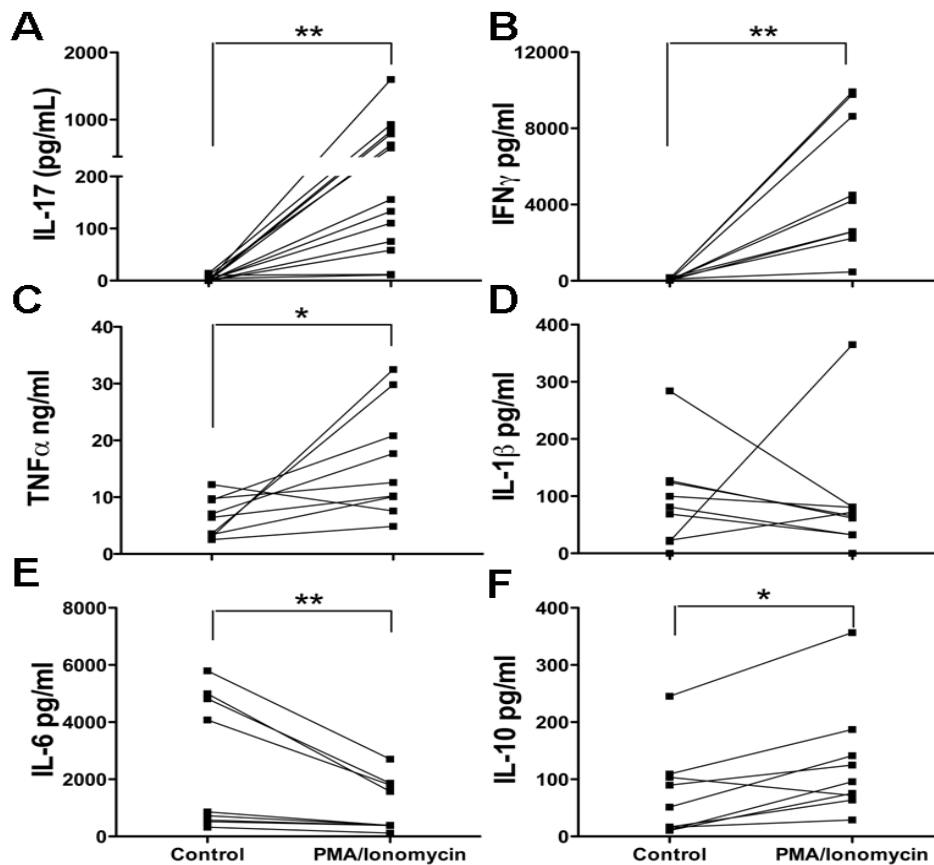 A
**
2000
1000
200
100
0
IL-17 (pg/mL)
B
**
12000
8000
4000
0
IFNγ pg/ml
C
*
40
30
20
10
0
TNFα ng/ml
D
400
300
200
100
0
IL-1β pg/ml
E
**
8000
6000
4000
2000
0
IL-6 pg/ml
Control PMA/Ionomycin
F
*
400
300
200
100
0
IL-10 pg/ml
Control PMA/Ionomycin